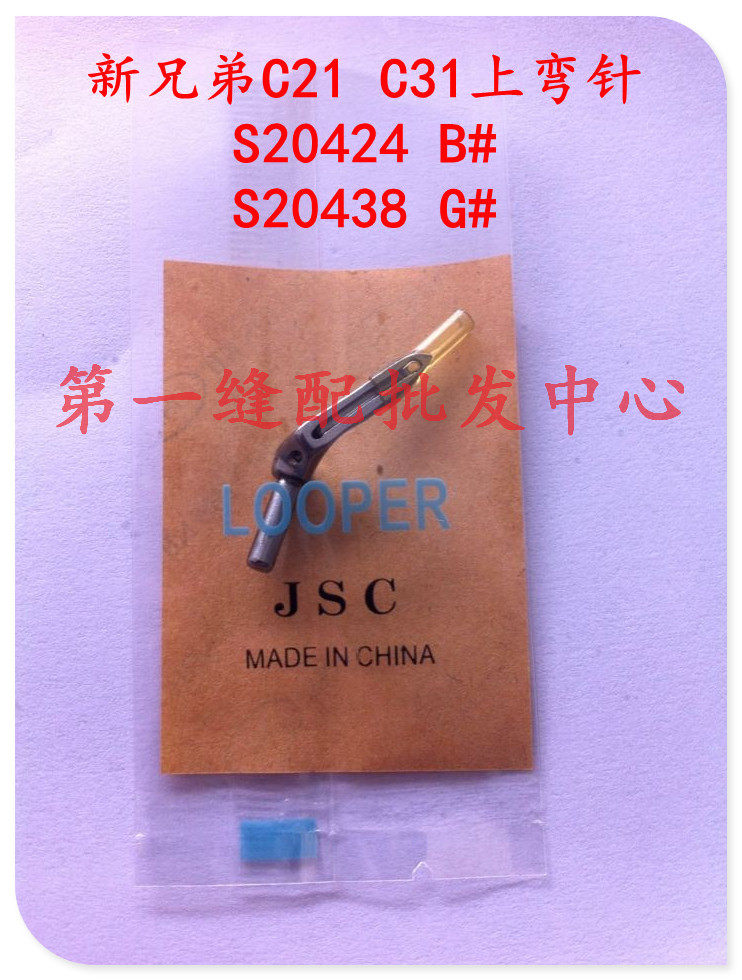 新兄弟C21 C31上弯针
S20424 B#
S20438 G#
第一缝配批发中心
LOOPER
JSC
MADE IN CHINA